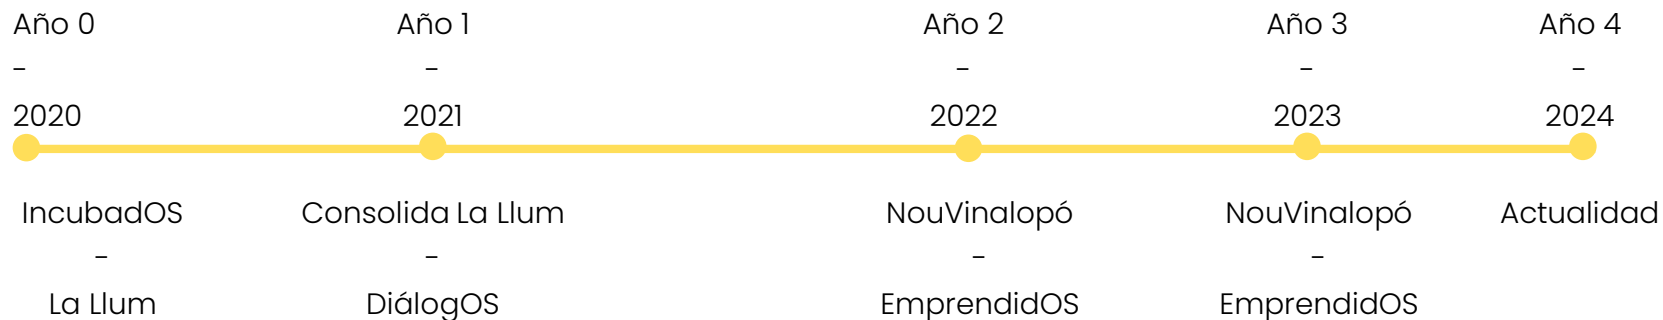 Año 0
-
2020
IncubadOS
-
La Llum
Año 1
-
2021
Consolida La Llum
-
DiálogOS
Año 2
-
2022
NouVinalopó
-
EmprendidOS
Año 3
-
2023
NouVinalopó
-
EmprendidOS
Año 4
-
2024
Actualidad